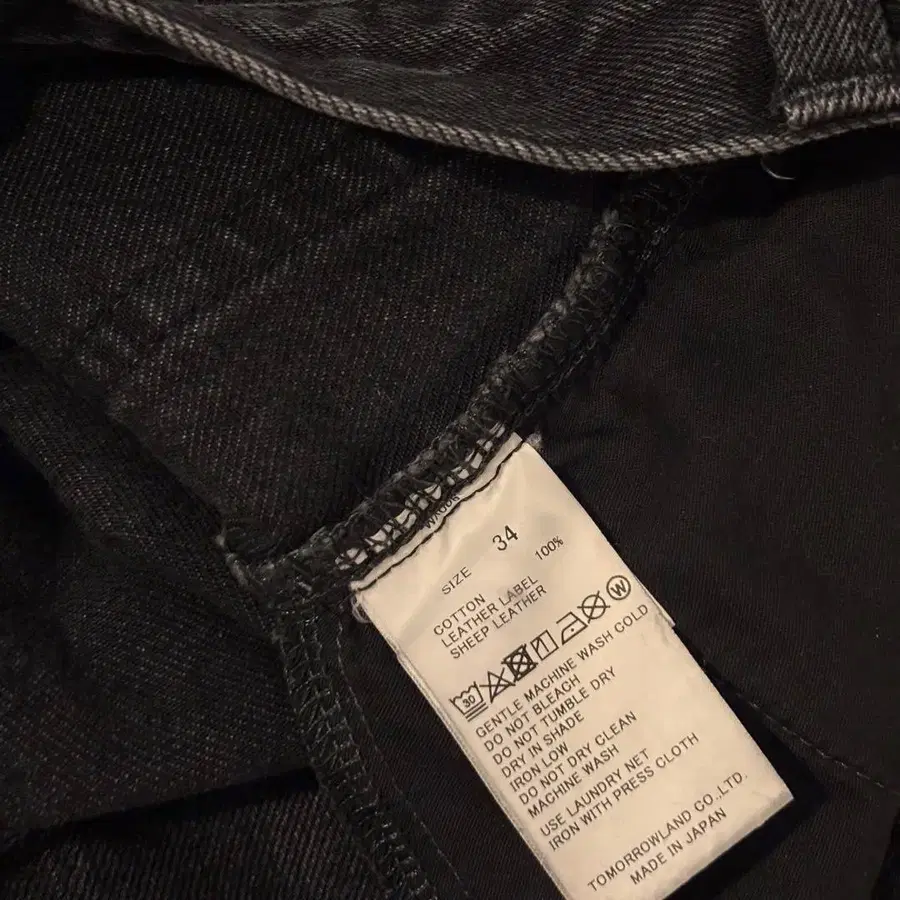 SIZE 34
COTTON 100%
LEATHER LABEL
SHEEP LEATHER
30 W
GENTLE MACHINE WASH COLD
DO NOT BLEACH
DO NOT TUMBLE DRY
DRY IN SHADE
IRON LOW
DO NOT DRY CLEAN
MACHINE WASH
USE LAUNDRY NET
IRON WITH PRESS CLOTH
TOMORROWLAND CO.,LTD.
MADE IN JAPAN